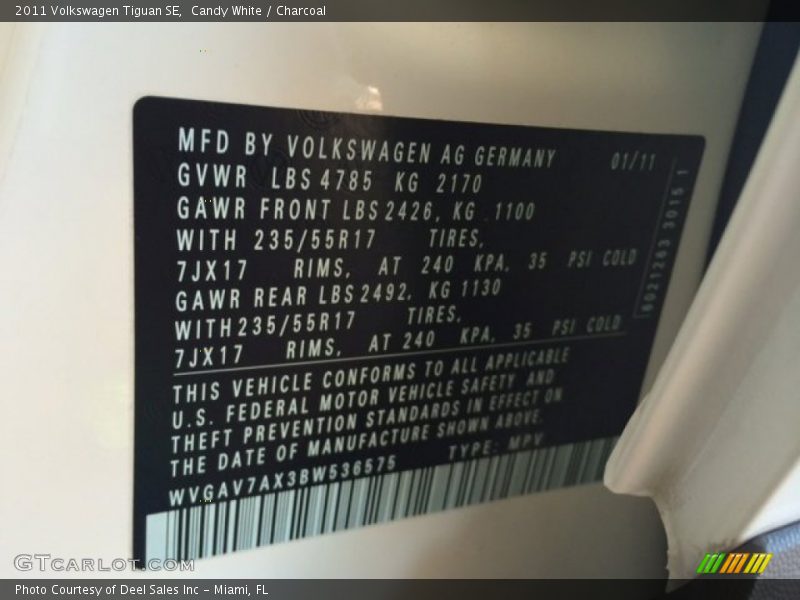 2011 Volkswagen Tiguan SE, Candy White / Charcoal
MFD BY VOLKSWAGEN AG GERMANY 01/11
GVWR LBS 4785 KG 2170
GAWR FRONT LBS 2426, KG 1100
WITH 235/55R17 TIRES,
7JX17 RIMS, AT 240 KPA, 35 PSI COLD
GAWR REAR LBS 2492, KG 1130
WITH 235/55R17 TIRES,
7JX17 RIMS, AT 240 KPA, 35 PSI COLD
THIS VEHICLE CONFORMS TO ALL APPLICABLE
U.S. FEDERAL MOTOR VEHICLE SAFETY AND
THEFT PREVENTION STANDARDS IN EFFECT ON
THE DATE OF MANUFACTURE SHOWN ABOVE.
WVGAV7AX3BW536575 TYPE: MPV
3015 1
GTcarlot.com
Photo Courtesy of Deel Sales Inc - Miami, FL